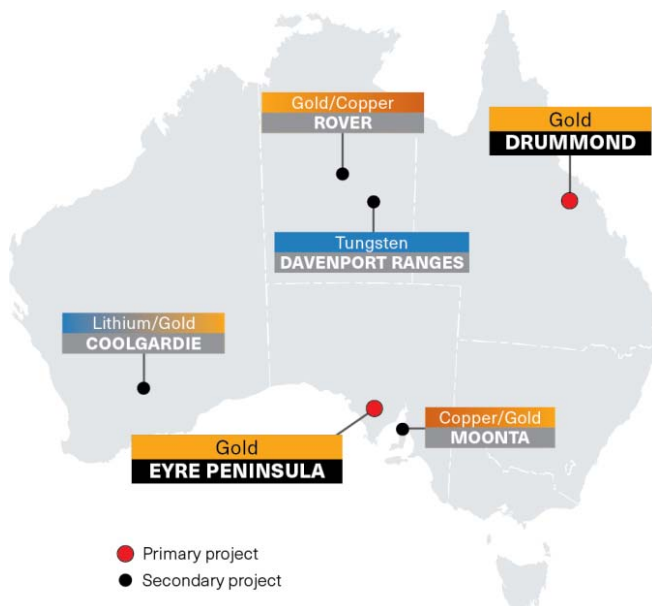 Gold/Copper
ROVER
Gold
DRUMMOND
Tungsten
DAVENPORT RANGES
Lithium/Gold
COOLGARDIE
Copper/Gold
MOONTA
Gold
EYRE PENINSULA
Primary project
Secondary project